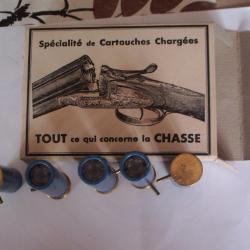 Spécialité de Cartouches Chargées
TOUT ce qui concerne la CHASSE